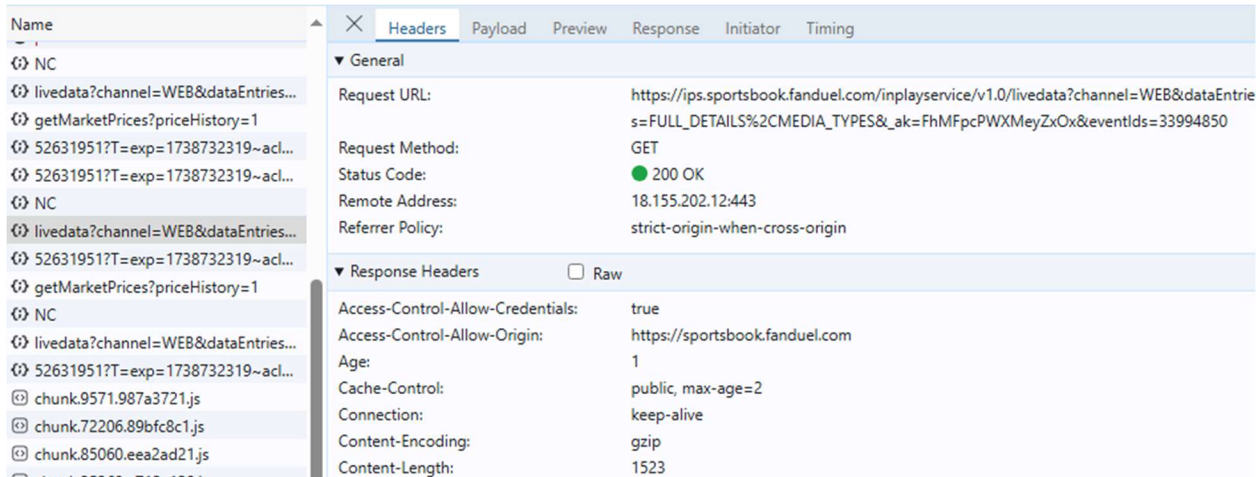 Name
NC
livedata?channel=WEB&dataEntries...
getMarketPrices?priceHistory=1
52631951?T=exp=1738732319~acl...
52631951?T=exp=1738732319~acl...
NC
livedata?channel=WEB&dataEntries...
52631951?T=exp=1738732319~acl...
getMarketPrices?priceHistory=1
NC
livedata?channel=WEB&dataEntries...
52631951?T=exp=1738732319~acl...
chunk.9571.987a3721.js
chunk.72206.89bfc8c1.js
chunk.85060.eea2ad21.js
Headers Payload Preview Response Initiator Timing
General
Request URL: https://ips.sportsbook.fanduel.com/inplayservice/v1.0/livedata?channel=WEB&dataEntrie
s=FULL_DETAILS%2CMEDIA_TYPES&_ak=FhMFpcPWXMeyZxOx&eventIds=33994850
Request Method: GET
Status Code: 200 OK
Remote Address: 18.155.202.12:443
Referrer Policy: strict-origin-when-cross-origin
Response Headers Raw
Access-Control-Allow-Credentials: true
Access-Control-Allow-Origin: https://sportsbook.fanduel.com
Age: 1
Cache-Control: public, max-age=2
Connection: keep-alive
Content-Encoding: gzip
Content-Length: 1523